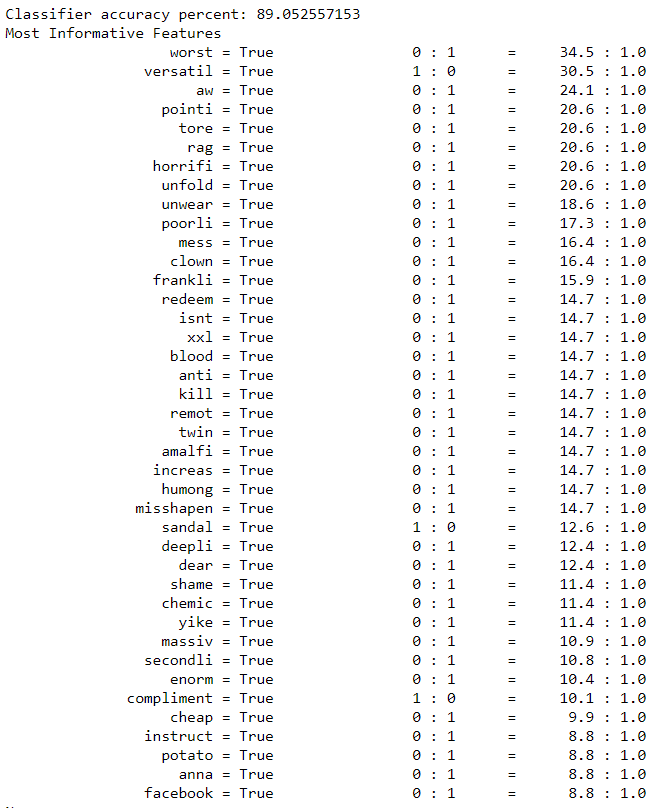 Classifier accuracy percent: 89.052557153
Most Informative Features
worst = True 0 : 1 = 34.5 : 1.0
versatil = True 1 : 0 = 30.5 : 1.0
aw = True 0 : 1 = 24.1 : 1.0
pointi = True 0 : 1 = 20.6 : 1.0
tore = True 0 : 1 = 20.6 : 1.0
rag = True 0 : 1 = 20.6 : 1.0
horrifi = True 0 : 1 = 20.6 : 1.0
unfold = True 0 : 1 = 20.6 : 1.0
unwear = True 0 : 1 = 18.6 : 1.0
poorli = True 0 : 1 = 17.3 : 1.0
mess = True 0 : 1 = 16.4 : 1.0
clown = True 0 : 1 = 16.4 : 1.0
frankli = True 0 : 1 = 15.9 : 1.0
redeem = True 0 : 1 = 14.7 : 1.0
isnt = True 0 : 1 = 14.7 : 1.0
xxl = True 0 : 1 = 14.7 : 1.0
blood = True 0 : 1 = 14.7 : 1.0
anti = True 0 : 1 = 14.7 : 1.0
kill = True 0 : 1 = 14.7 : 1.0
remot = True 0 : 1 = 14.7 : 1.0
twin = True 0 : 1 = 14.7 : 1.0
amalfi = True 0 : 1 = 14.7 : 1.0
increas = True 0 : 1 = 14.7 : 1.0
humong = True 0 : 1 = 14.7 : 1.0
misshapen = True 0 : 1 = 14.7 : 1.0
sandal = True 1 : 0 = 12.6 : 1.0
deepli = True 0 : 1 = 12.4 : 1.0
dear = True 0 : 1 = 12.4 : 1.0
shame = True 0 : 1 = 11.4 : 1.0
chemic = True 0 : 1 = 11.4 : 1.0
yike = True 0 : 1 = 11.4 : 1.0
massiv = True 0 : 1 = 10.9 : 1.0
secondli = True 0 : 1 = 10.8 : 1.0
enorm = True 0 : 1 = 10.4 : 1.0
compliment = True 1 : 0 = 10.1 : 1.0
cheap = True 0 : 1 = 9.9 : 1.0
instruct = True 0 : 1 = 8.8 : 1.0
potato = True 0 : 1 = 8.8 : 1.0
anna = True 0 : 1 = 8.8 : 1.0
facebook = True 0 : 1 = 8.8 : 1.0